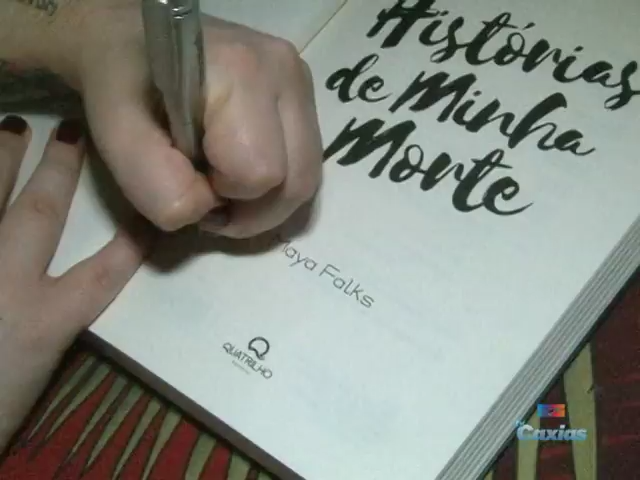 Histórias
de Minha
Morte
aya Falks
QUATRILHO
Caxias